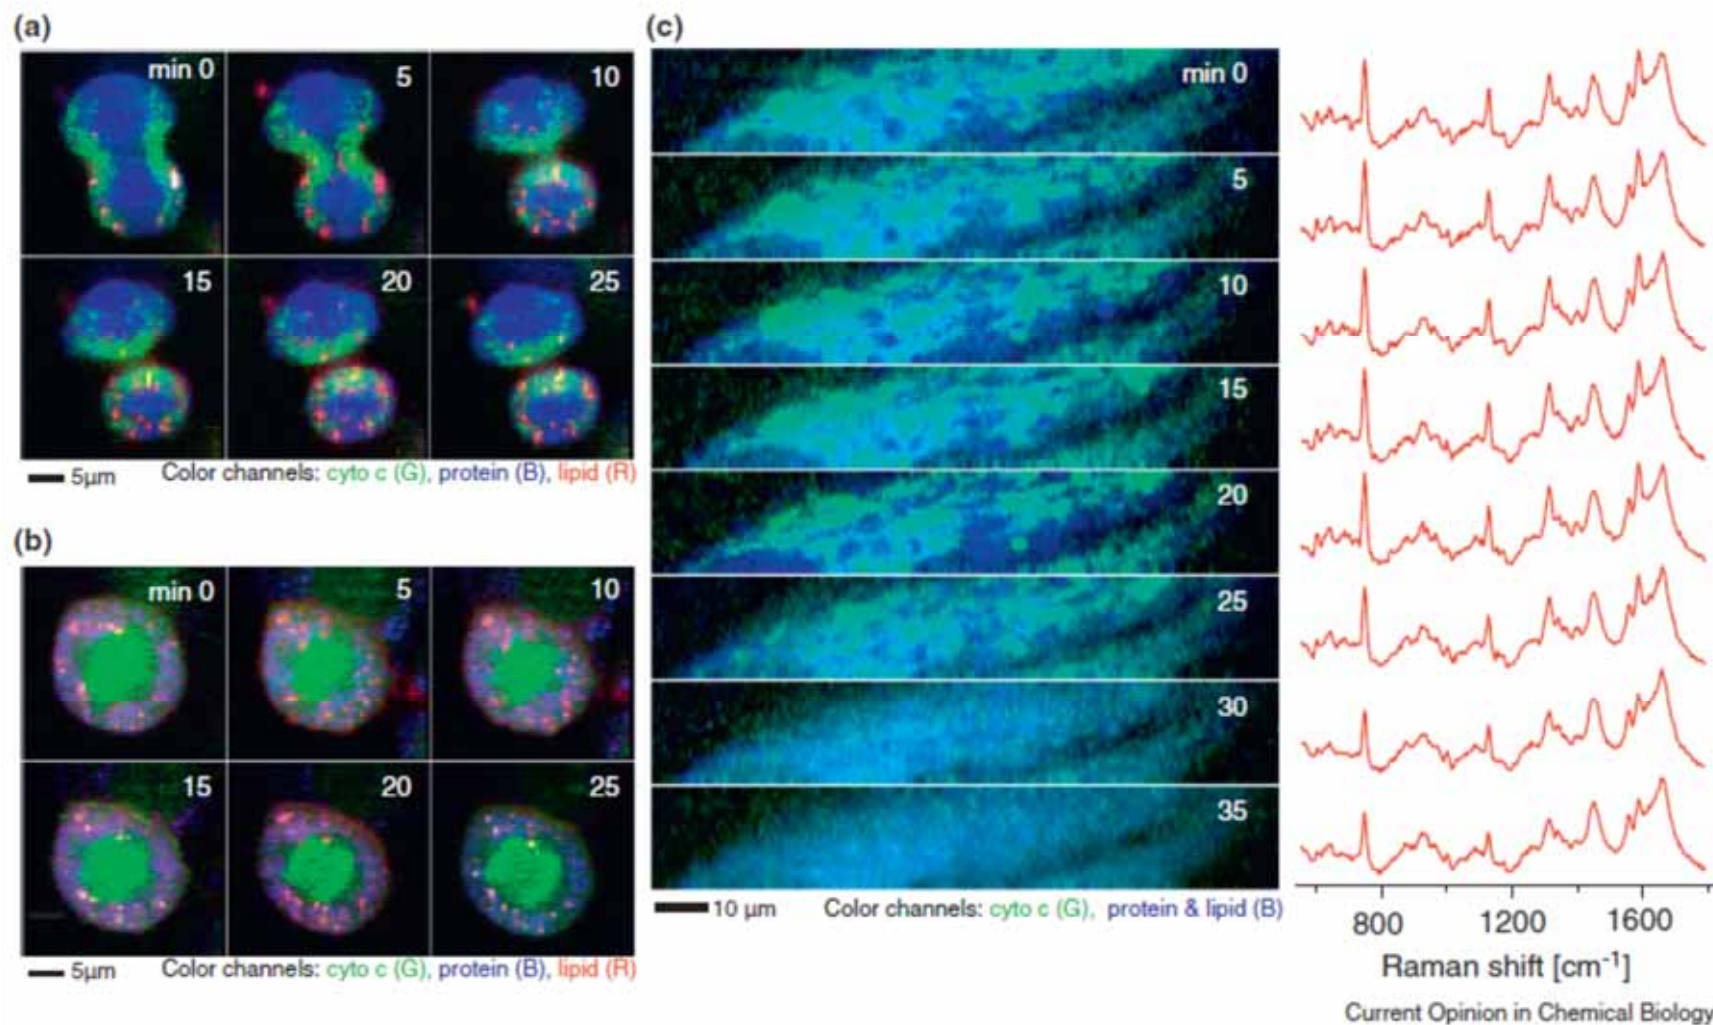 (a)
min 0
5
10
15
20
25
5μm
Color channels: cyto c (G), protein (B), lipid (R)
(b)
min 0
5
10
15
20
25
5μm
Color channels: cyto c (G), protein (B), lipid (R)
(c)
min 0
5
10
15
20
25
30
35
10 μm
Color channels: cyto c (G), protein & lipid (B)
800 1200 1600
Raman shift [cm⁻¹]
Current Opinion in Chemical Biology